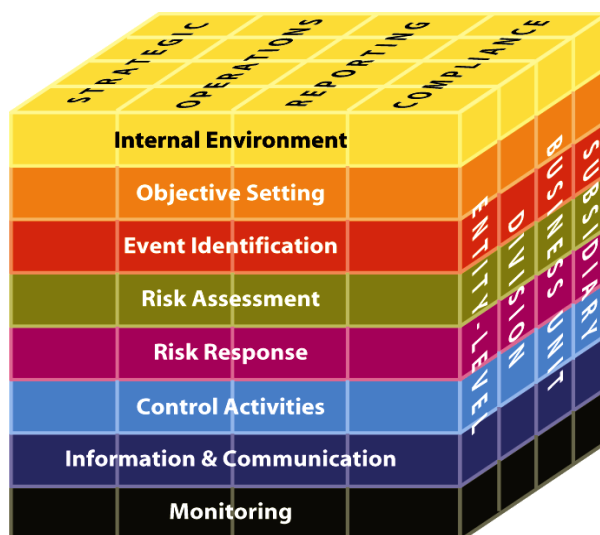 STRATEGIC
OPERATIONS
REPORTING
COMPLIANCE
Internal Environment
Objective Setting
Event Identification
Risk Assessment
Risk Response
Control Activities
Information & Communication
Monitoring
ENTITY-LEVEL
DIVISION
BUSINESS UNIT
SUBSIDIARY